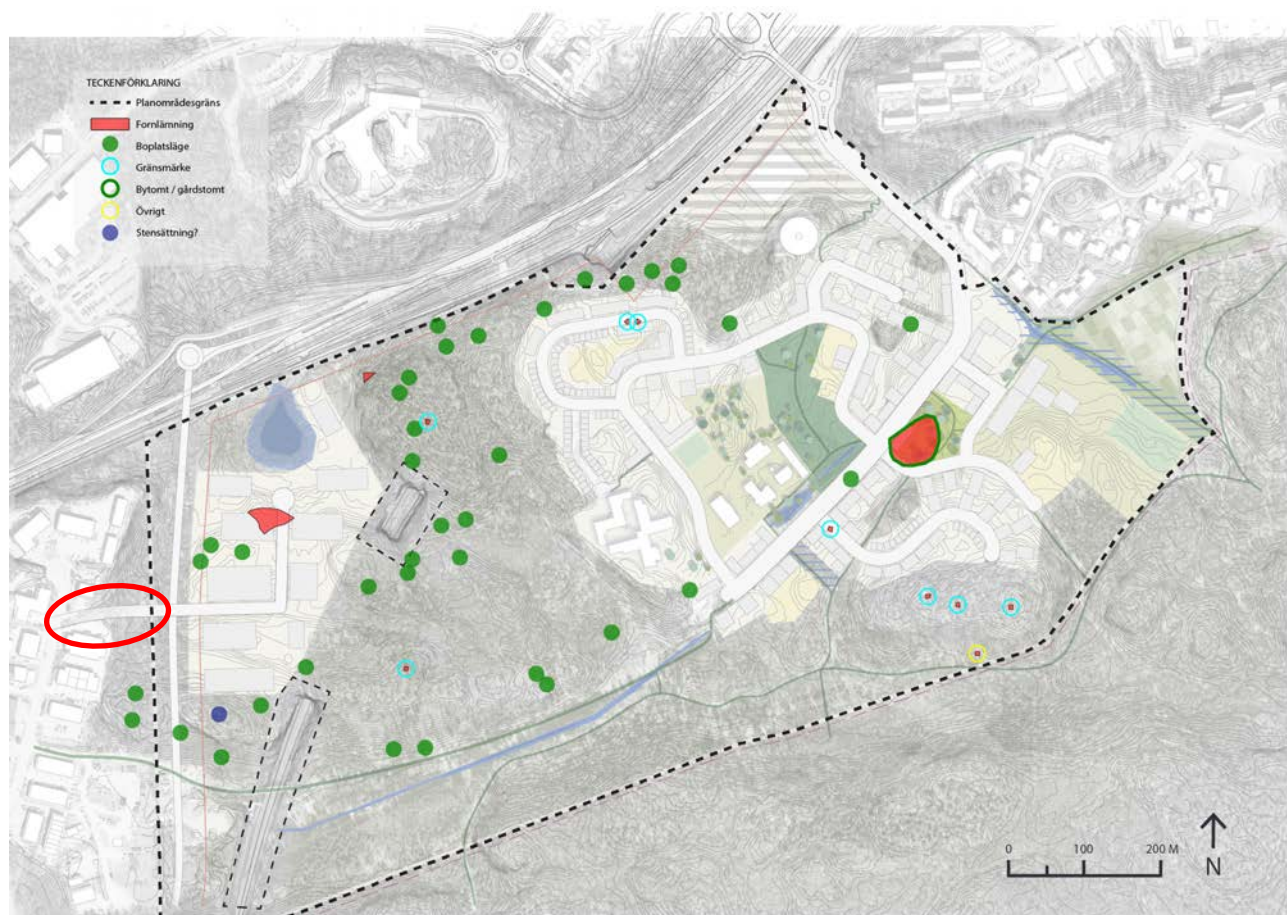 TECKENFÖRKLARING
Planområdesgräns
Fornlämning
Boplatsläge
Gränsmärke
Bytomt / gårdstomt
Övrigt
Stensättning?
0 100 200 M
N